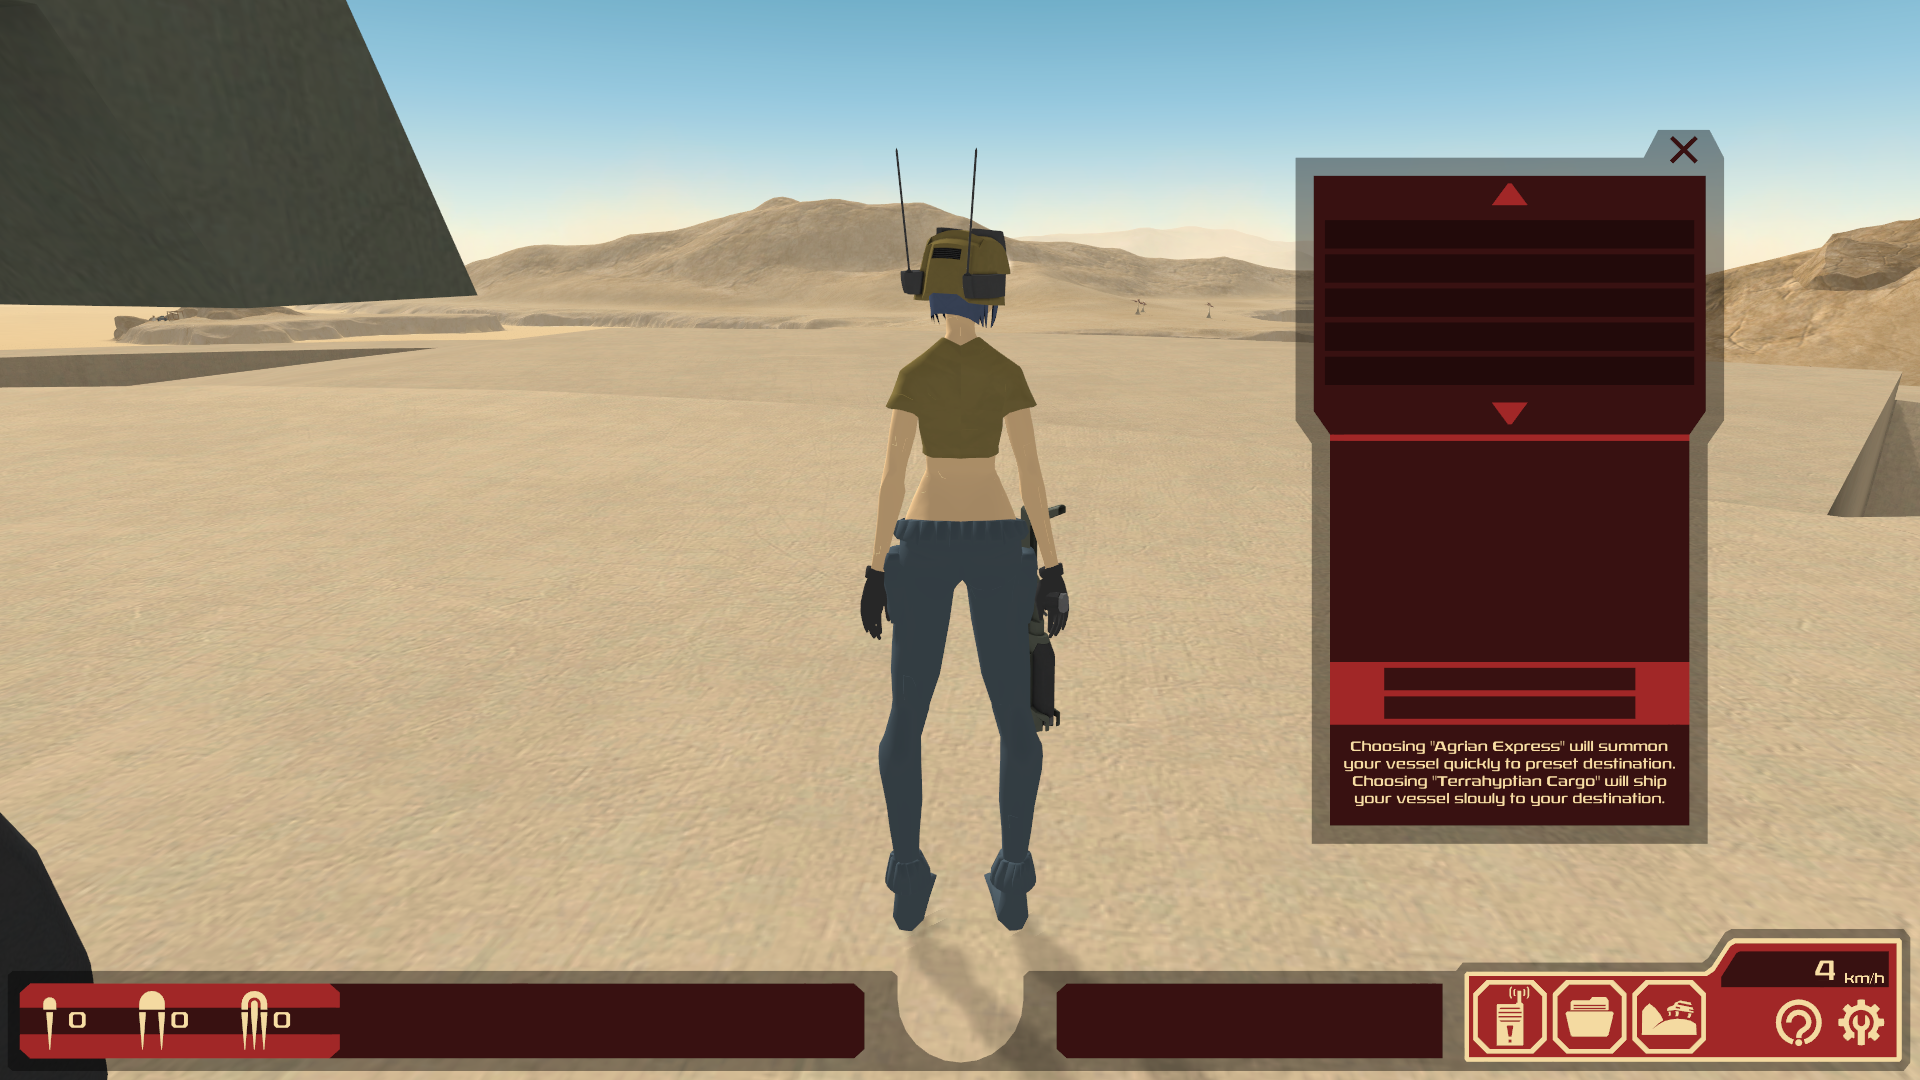 Choosing "Agrian Express" will summon
your vessel quickly to preset destination.
Choosing "Terrahyptian Cargo" will ship
your vessel slowly to your destination.
4 km/h
0 0 0